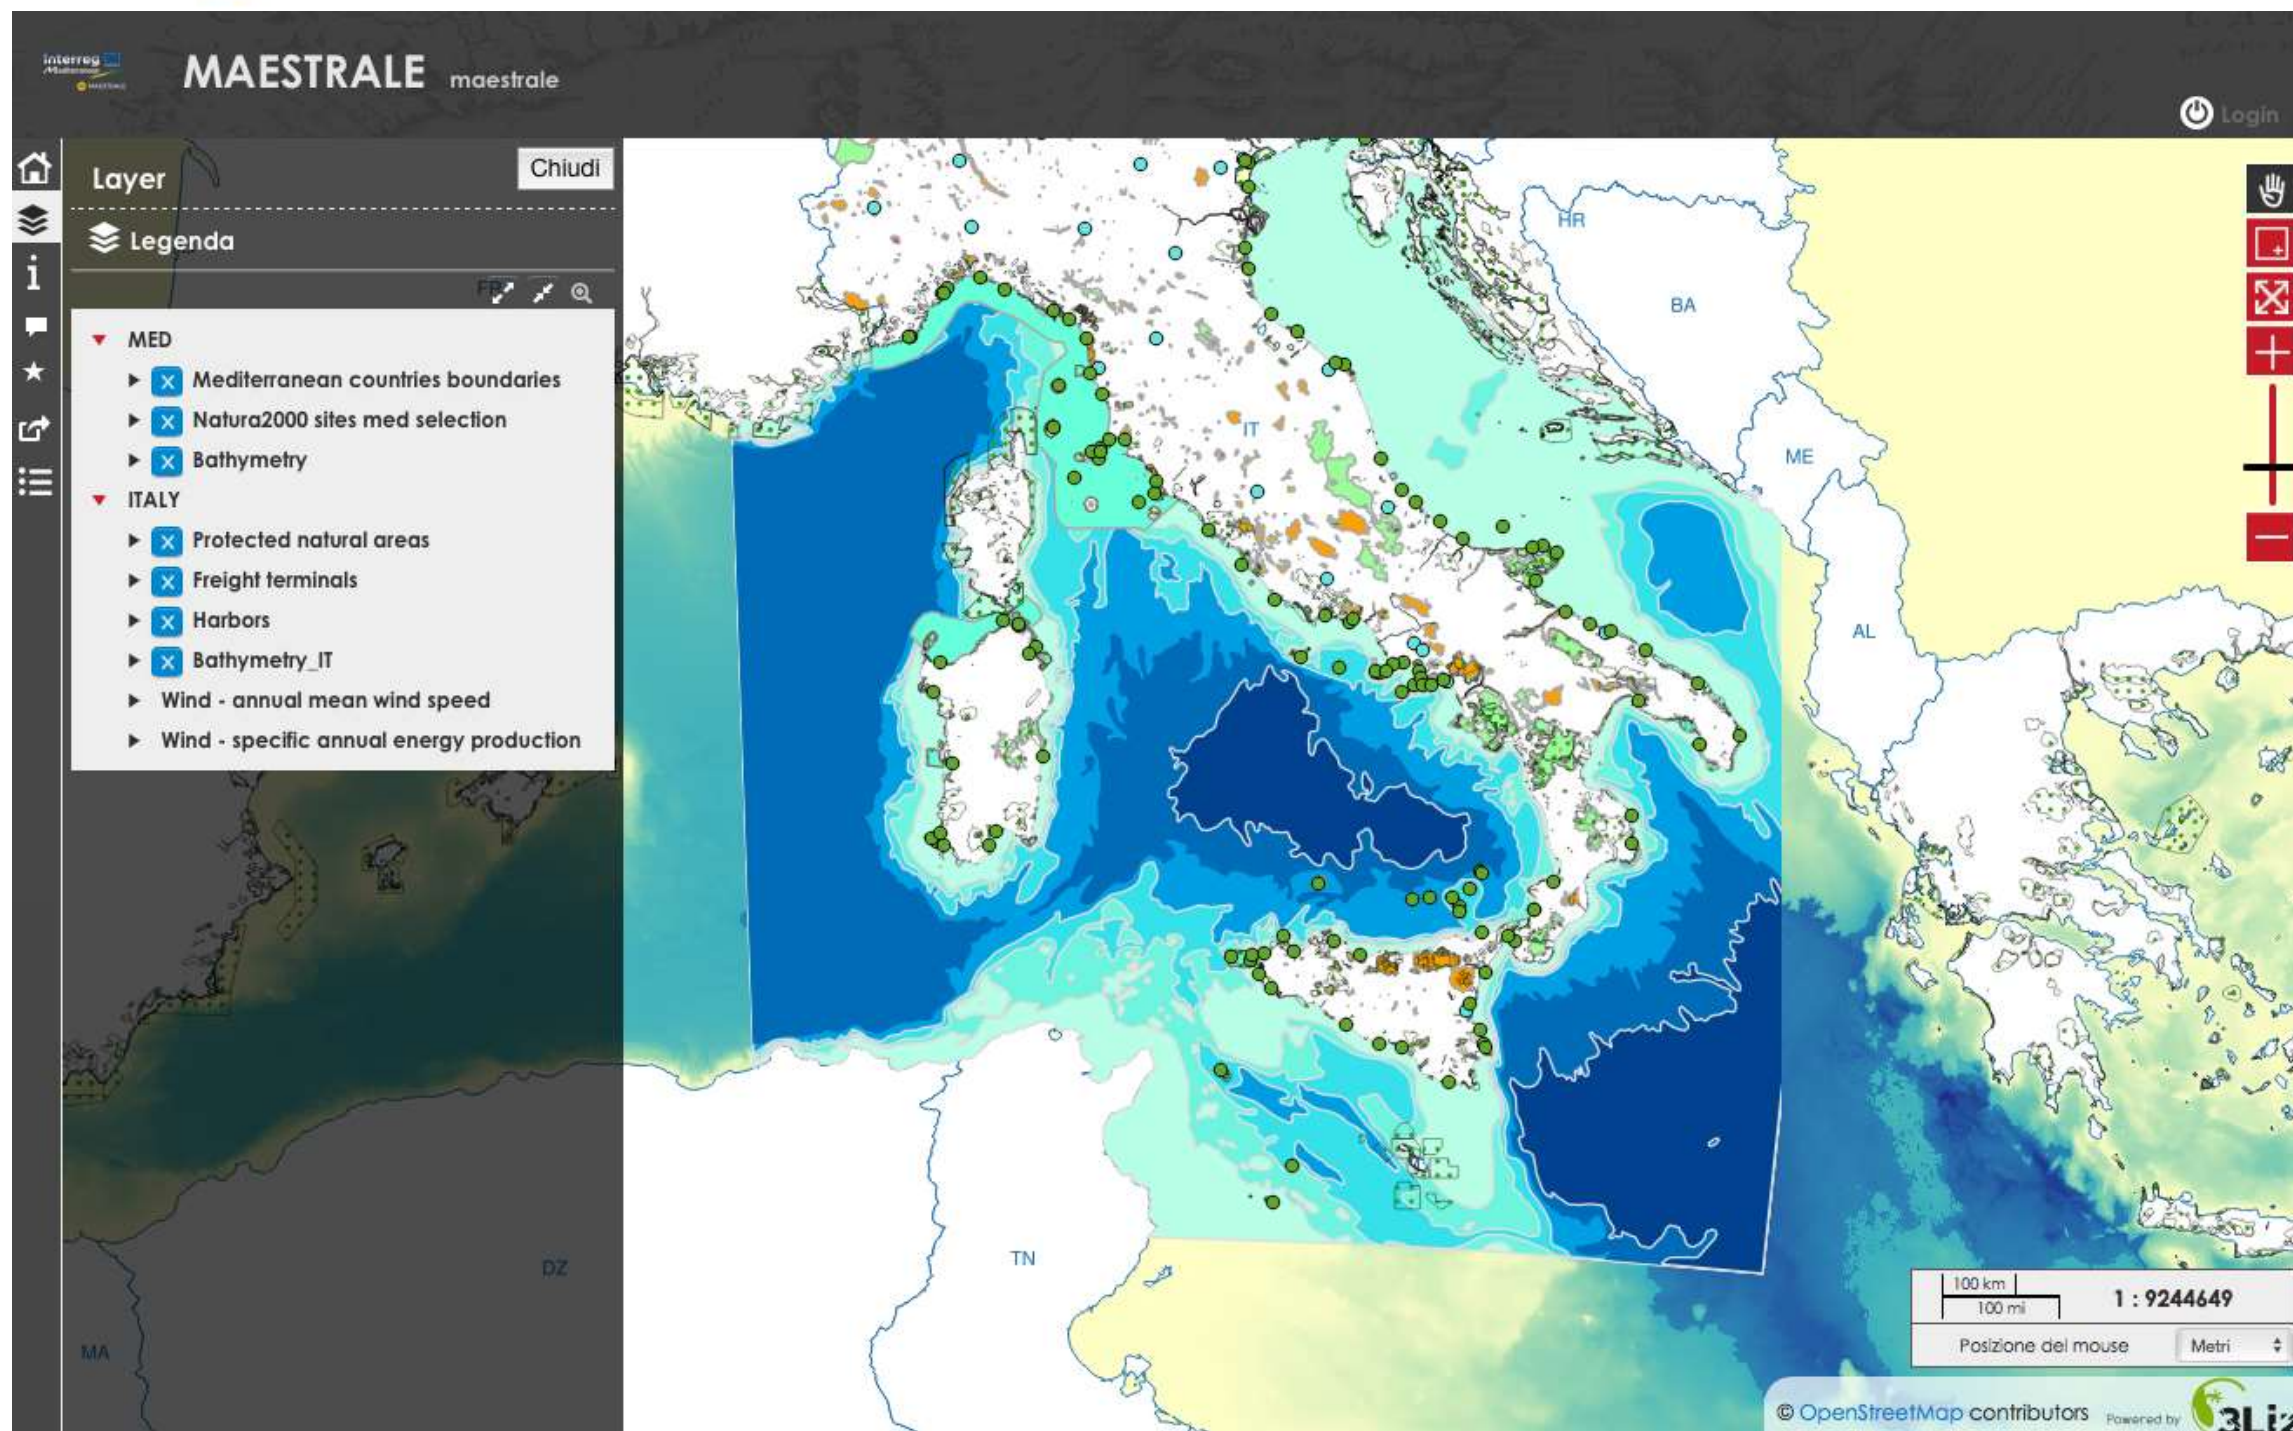 interreg
MAESTRALE maestrale
Login
Layer
Chiudi
Legenda
FR
MED
Mediterranean countries boundaries
Natura2000 sites med selection
Bathymetry
ITALY
Protected natural areas
Freight terminals
Harbors
Bathymetry_IT
Wind - annual mean wind speed
Wind - specific annual energy production
HR
BA
IT
ME
AL
TN
DZ
MA
100 km
100 mi
1 : 9244649
Posizione del mouse
Metri
© OpenStreetMap contributors
Powered by
3Liz